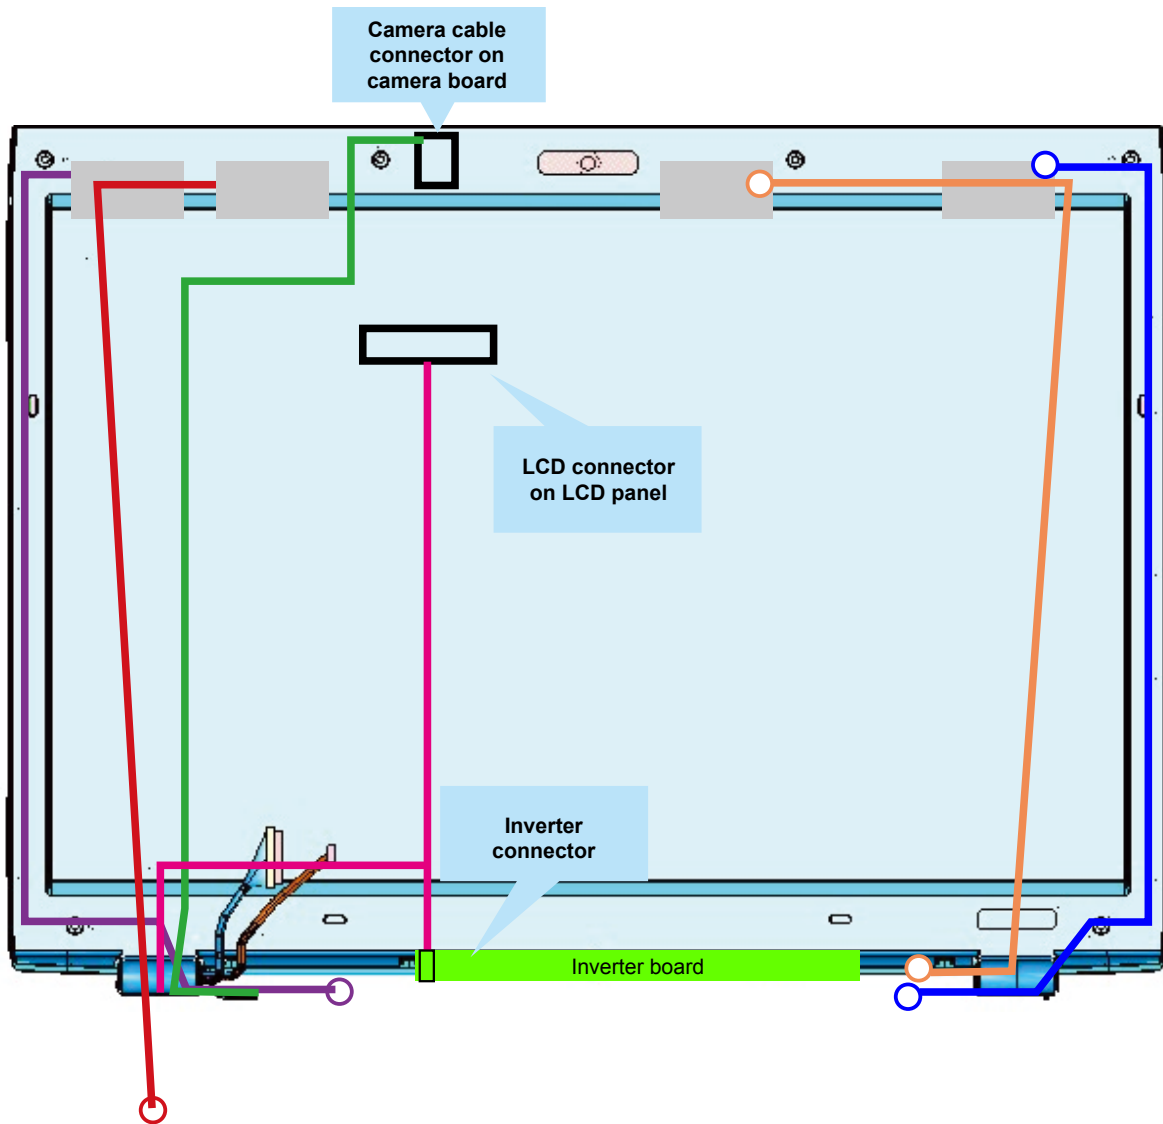 Camera cable
connector on
camera board
LCD connector
on LCD panel
Inverter
connector
Inverter board